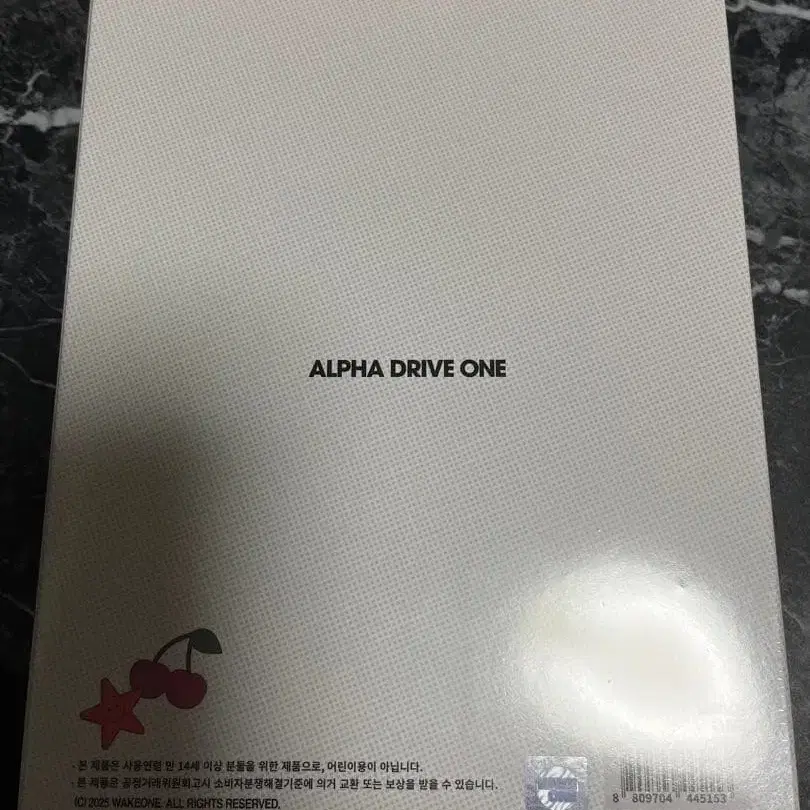 ALPHA DRIVE ONE
· 본 제품은 사용연령 만 14세 이상 분들을 위한 제품으로, 어린이용이 아닙니다.
· 본 제품은 공정거래위원회고시 소비자분쟁해결기준에 의거 교환 또는 보상을 받을 수 있습니다.
(C) 2025 WAKEONE. ALL RIGHTS RESERVED.
8 809704 445153